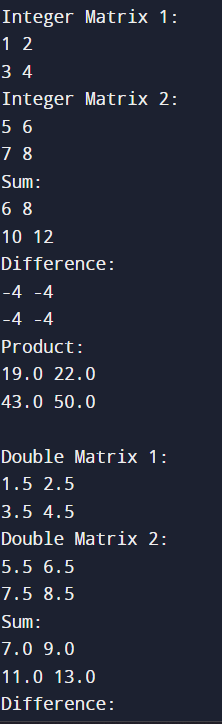 Integer Matrix 1:
1 2
3 4
Integer Matrix 2:
5 6
7 8
Sum:
6 8
10 12
Difference:
-4 -4
-4 -4
Product:
19.0 22.0
43.0 50.0

Double Matrix 1:
1.5 2.5
3.5 4.5
Double Matrix 2:
5.5 6.5
7.5 8.5
Sum:
7.0 9.0
11.0 13.0
Difference: